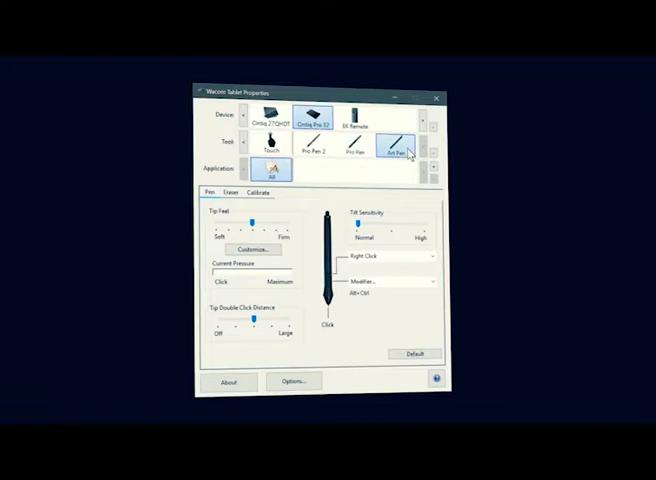 Wacom Tablet Properties
Device:
Cintiq 27QHDT
Cintiq Pro 32
EK Remote
Tool:
Touch
Pro Pen 2
Pro Pen
Art Pen
Application:
All
Pen
Eraser
Calibrate
Tip Feel
Soft
Firm
Customize...
Current Pressure
Click
Maximum
Tip Double Click Distance
Off
Large
Tilt Sensitivity
Normal
High
Right Click
Modifier...
Alt+Ctrl
Click
Default
About
Options...
?